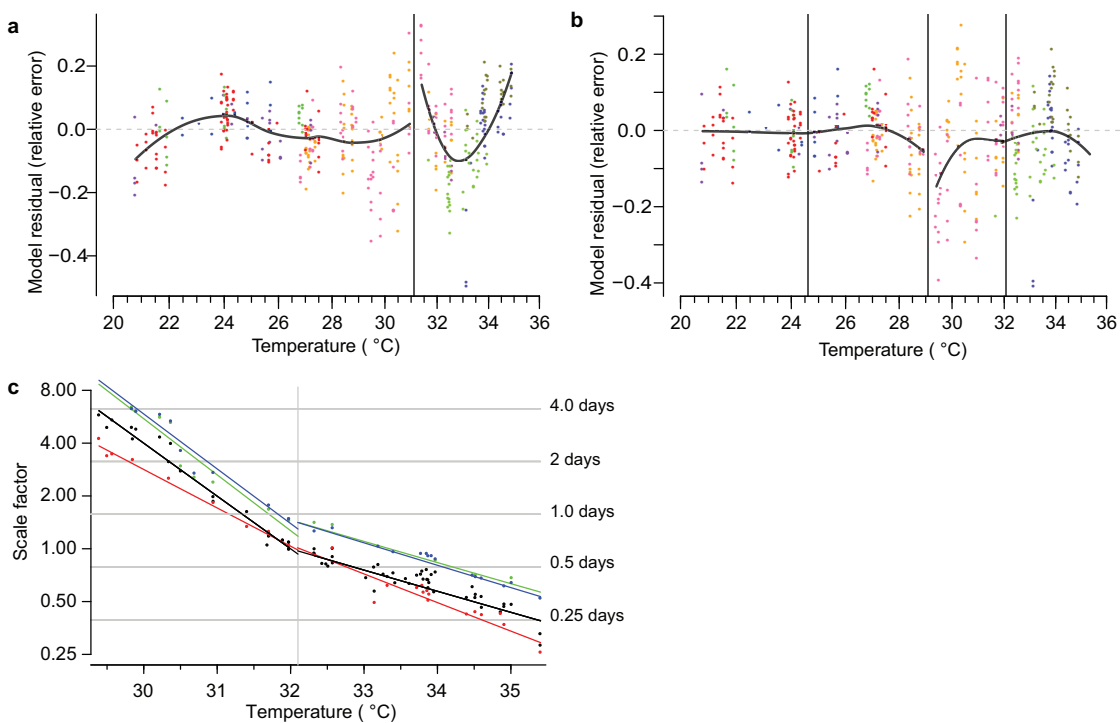 a
Model residual (relative error)
0.2
0.0
−0.2
−0.4
20 22 24 26 28 30 32 34 36
Temperature ( °C)
b
Model residual (relative error)
0.2
0.0
−0.2
−0.4
20 22 24 26 28 30 32 34 36
Temperature ( °C)
c
Scale factor
8.00
4.00
2.00
1.00
0.50
0.25
4.0 days
2 days
1.0 days
0.5 days
0.25 days
30 31 32 33 34 35
Temperature ( °C)